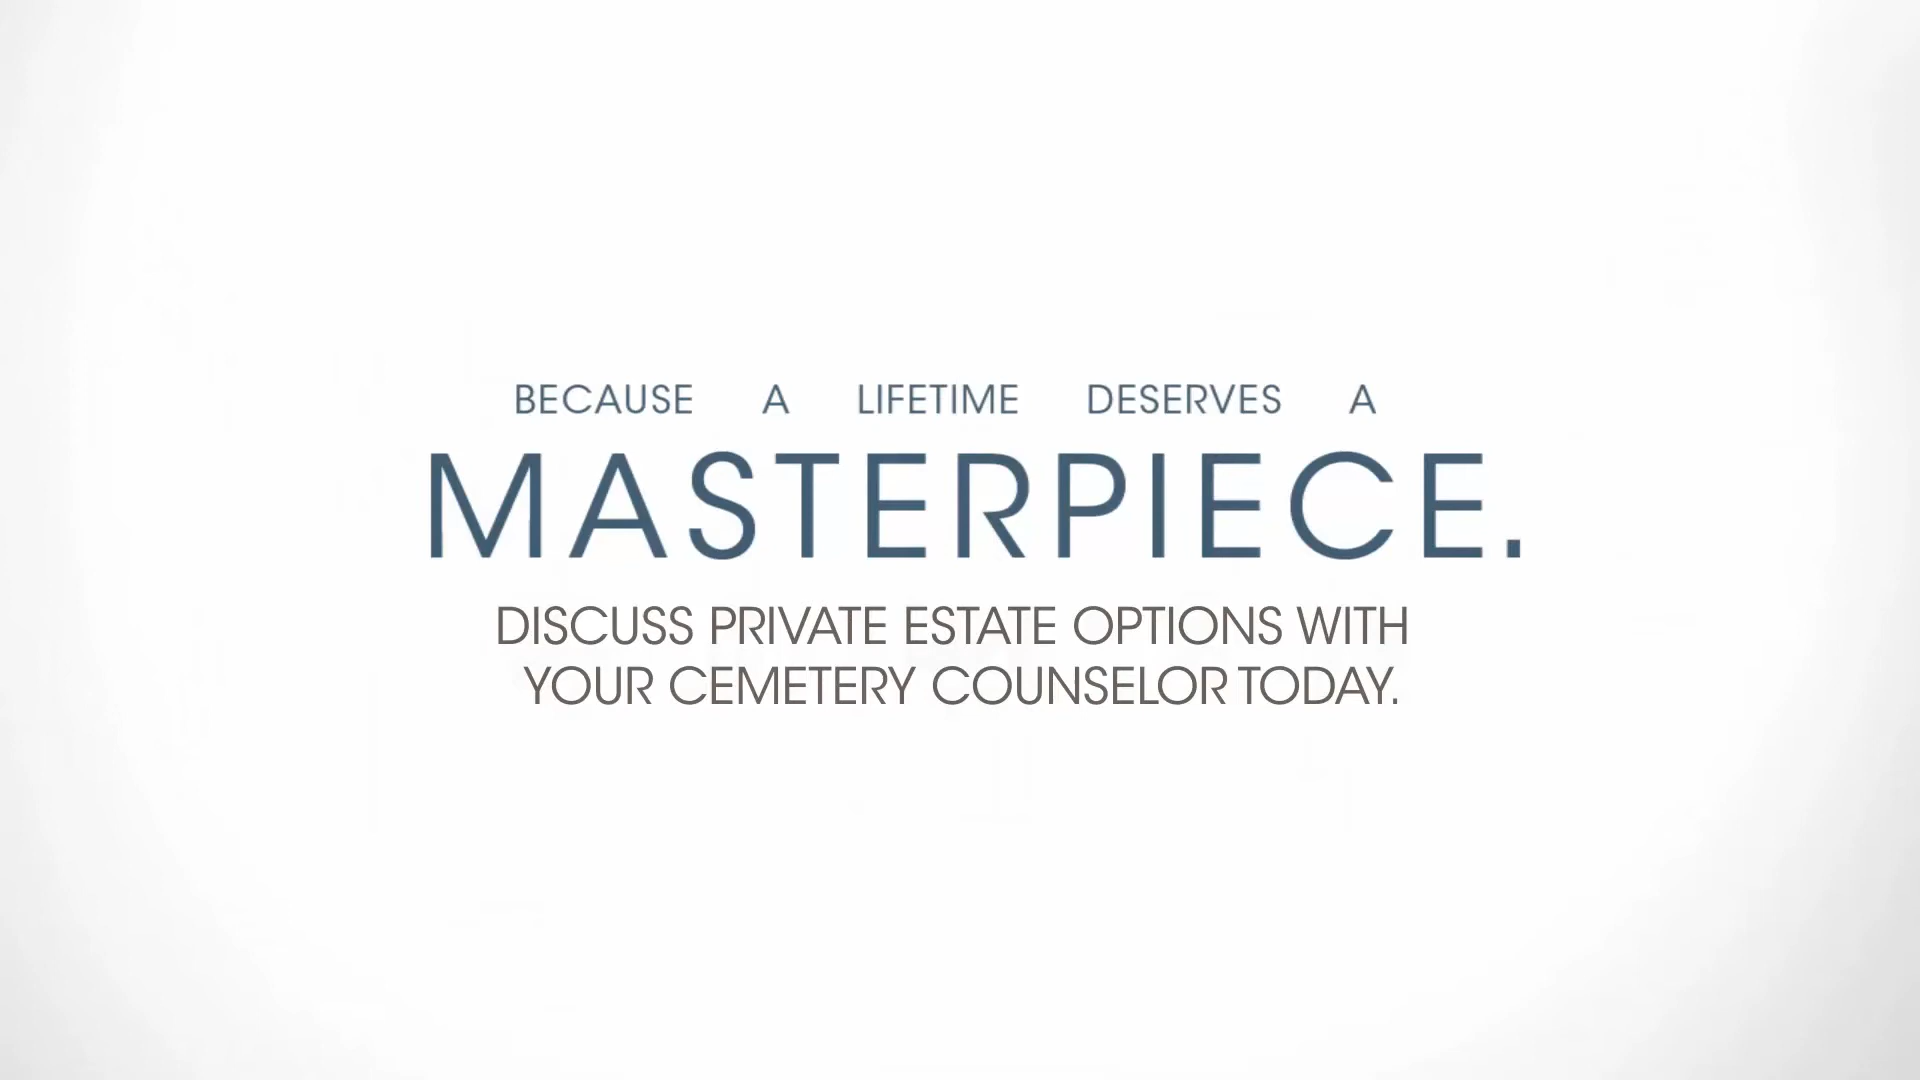 BECAUSE A LIFETIME DESERVES A
MASTERPIECE.
DISCUSS PRIVATE ESTATE OPTIONS WITH
YOUR CEMETERY COUNSELOR TODAY.